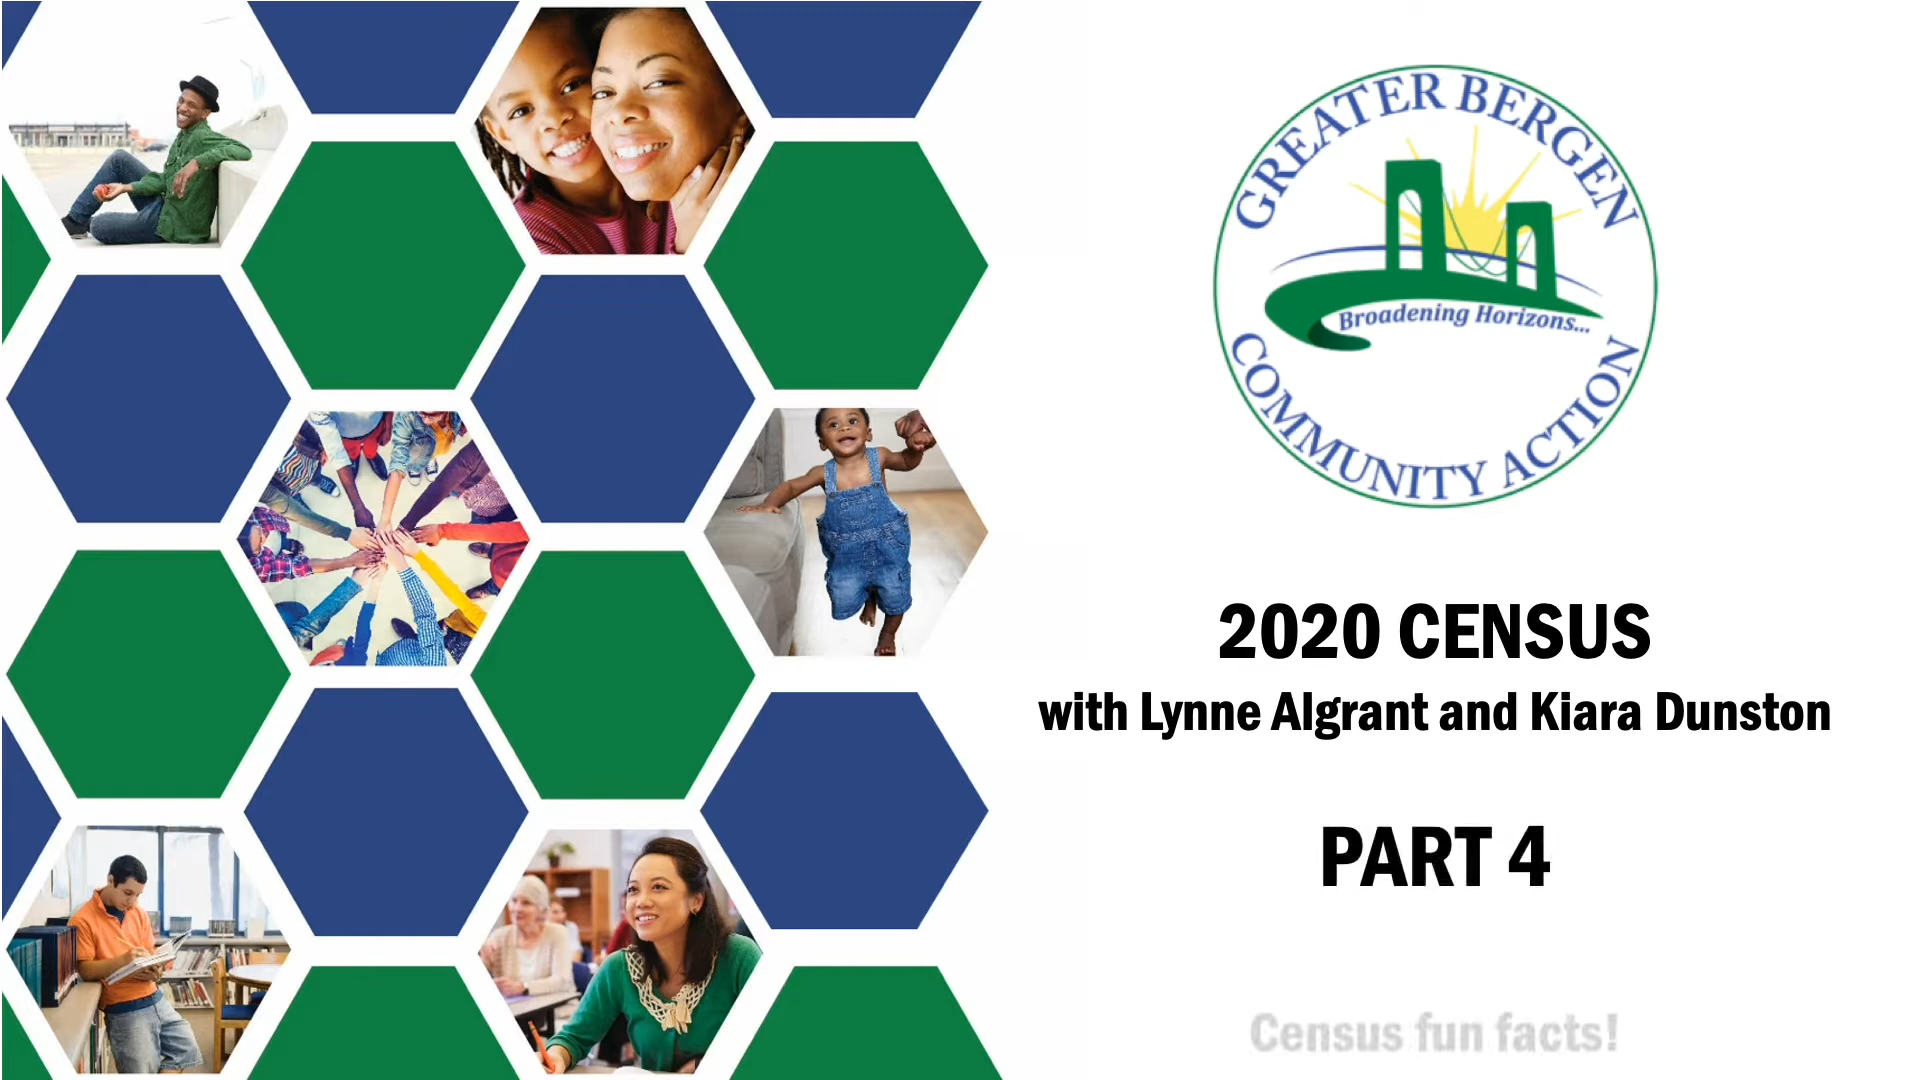 GREATER BERGEN
Broadening Horizons...
COMMUNITY ACTION
2020 CENSUS
with Lynne Algrant and Kiara Dunston
PART 4
Census fun facts!